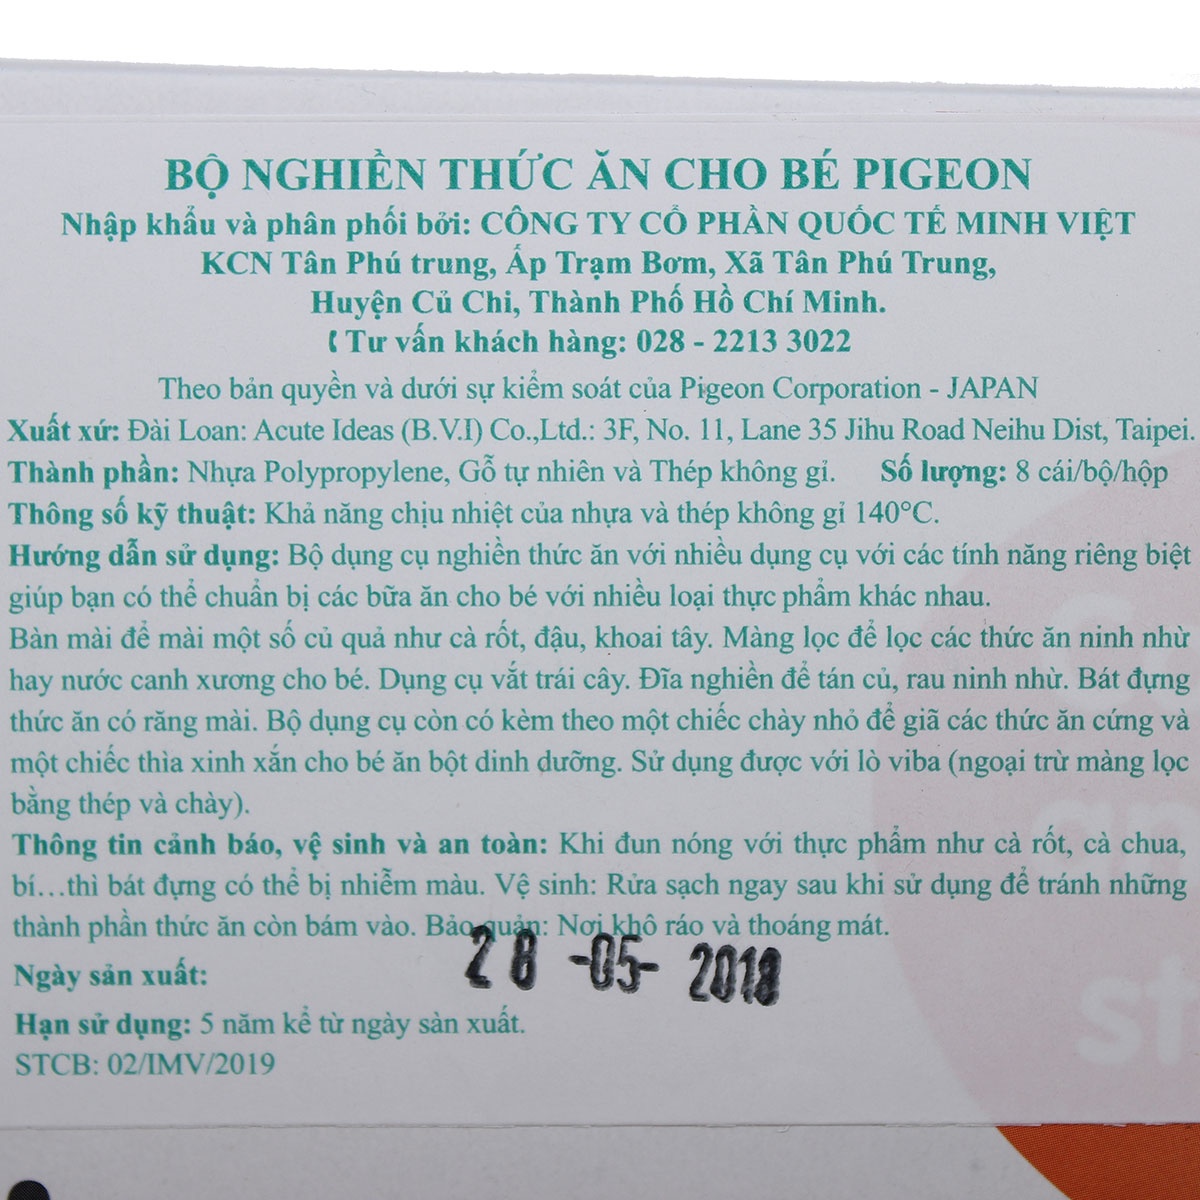 BỘ NGHIỀN THỨC ĂN CHO BÉ PIGEON
Nhập khẩu và phân phối bởi: CÔNG TY CỔ PHẦN QUỐC TẾ MINH VIỆT
KCN Tân Phú trung, Ấp Trạm Bơm, Xã Tân Phú Trung,
Huyện Củ Chi, Thành Phố Hồ Chí Minh.
Tư vấn khách hàng: 028 - 2213 3022
Theo bản quyền và dưới sự kiểm soát của Pigeon Corporation - JAPAN
Xuất xứ: Đài Loan: Acute Ideas (B.V.I) Co.,Ltd.: 3F, No. 11, Lane 35 Jihu Road Neihu Dist, Taipei.
Thành phần: Nhựa Polypropylene, Gỗ tự nhiên và Thép không gỉ. Số lượng: 8 cái/bộ/hộp
Thông số kỹ thuật: Khả năng chịu nhiệt của nhựa và thép không gỉ 140°C.
Hướng dẫn sử dụng: Bộ dụng cụ nghiền thức ăn với nhiều dụng cụ với các tính năng riêng biệt
giúp bạn có thể chuẩn bị các bữa ăn cho bé với nhiều loại thực phẩm khác nhau.
Bàn mài để mài một số củ quả như cà rốt, đậu, khoai tây. Màng lọc để lọc các thức ăn ninh nhừ
hay nước canh xương cho bé. Dụng cụ vắt trái cây. Đĩa nghiền để tán củ, rau ninh nhừ. Bát đựng
thức ăn có răng mài. Bộ dụng cụ còn có kèm theo một chiếc chày nhỏ để giã các thức ăn cứng và
một chiếc thìa xinh xắn cho bé ăn bột dinh dưỡng. Sử dụng được với lò viba (ngoại trừ màng lọc
bằng thép và chày).
Thông tin cảnh báo, vệ sinh và an toàn: Khi đun nóng với thực phẩm như cà rốt, cà chua,
bí…thì bát đựng có thể bị nhiễm màu. Vệ sinh: Rửa sạch ngay sau khi sử dụng để tránh những
thành phần thức ăn còn bám vào. Bảo quản: Nơi khô ráo và thoáng mát.
Ngày sản xuất: 28 -05- 2018
Hạn sử dụng: 5 năm kể từ ngày sàn xuất.
STCB: 02/IMV/2019